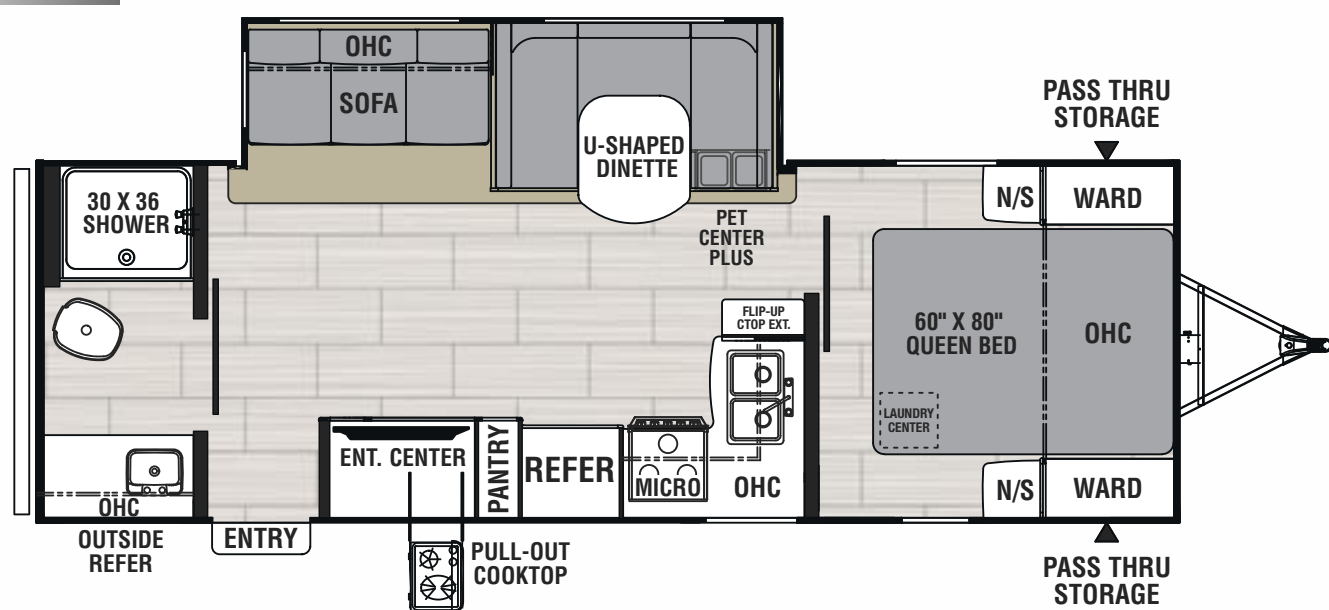 OHC
SOFA
U-SHAPED
DINETTE
PASS THRU
STORAGE
30 X 36
SHOWER
N/S
WARD
PET
CENTER
PLUS
FLIP-UP
CTOP EXT.
60" X 80"
QUEEN BED
OHC
LAUNDRY
CENTER
ENT. CENTER
PANTRY
REFER
MICRO
OHC
N/S
WARD
OHC
OUTSIDE
REFER
ENTRY
PULL-OUT
COOKTOP
PASS THRU
STORAGE